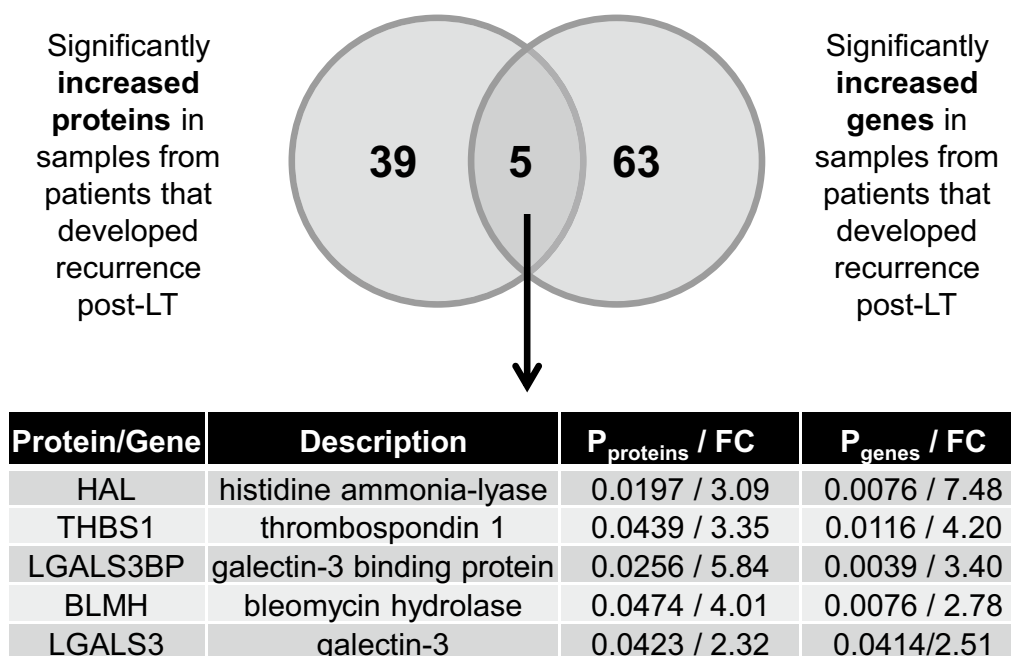 Significantly
increased
proteins in
samples from
patients that
developed
recurrence
post-LT
39
5
63
Significantly
increased
genes in
samples from
patients that
developed
recurrence
post-LT
Protein/Gene Description Pproteins / FC Pgenes / FC
HAL histidine ammonia-lyase 0.0197 / 3.09 0.0076 / 7.48
THBS1 thrombospondin 1 0.0439 / 3.35 0.0116 / 4.20
LGALS3BP galectin-3 binding protein 0.0256 / 5.84 0.0039 / 3.40
BLMH bleomycin hydrolase 0.0474 / 4.01 0.0076 / 2.78
LGALS3 galectin-3 0.0423 / 2.32 0.0414/2.51